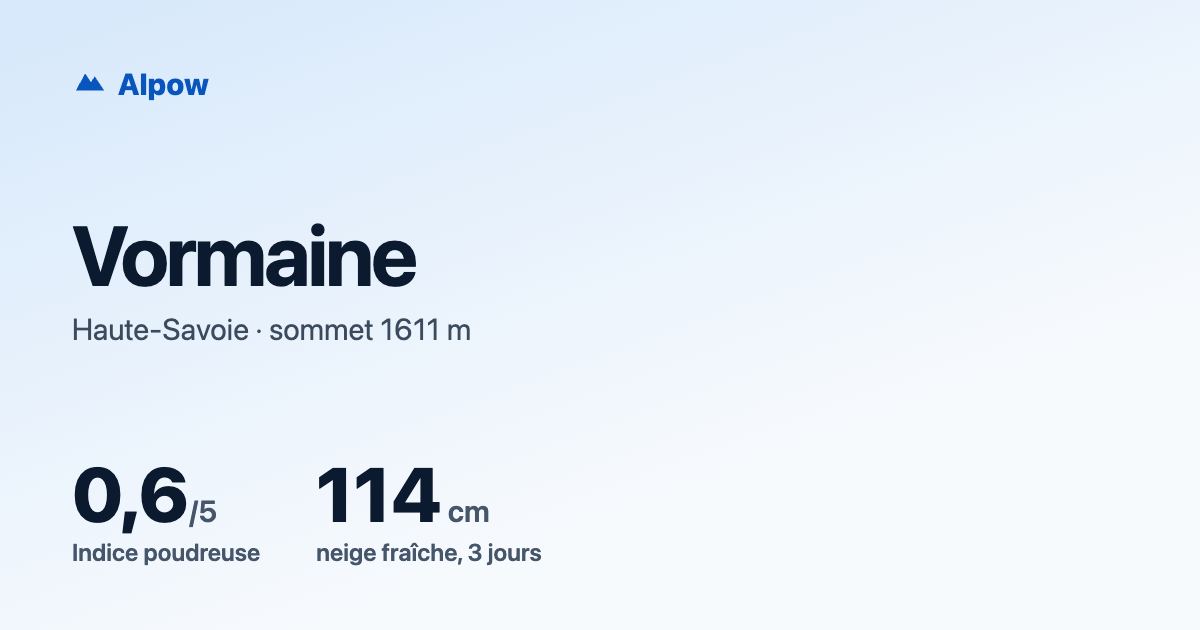 Alpow
Vormaine
Haute-Savoie · sommet 1611 m
0,6/5
Indice poudreuse
114 cm
neige fraîche, 3 jours